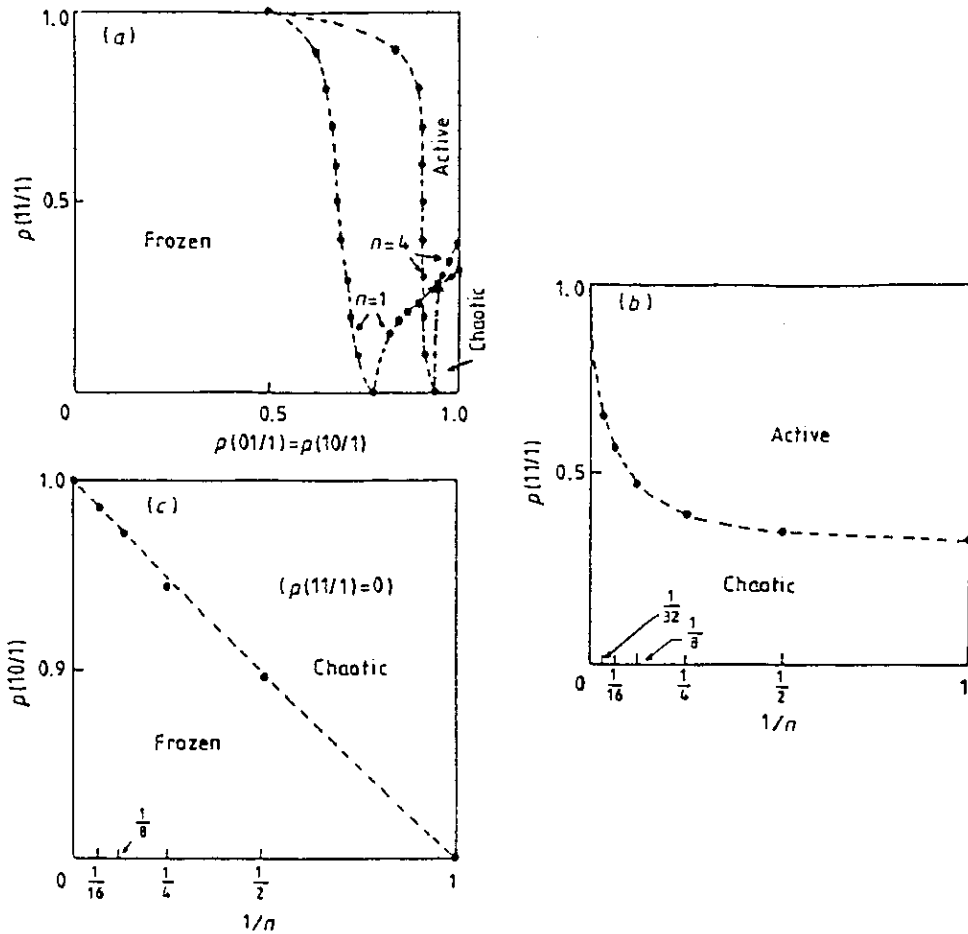 (a)
1.0
0.5
0
0.5
1.0
p(11/1)
p(01/1)=p(10/1)
Frozen
Active
Chaotic
n=4
n=1
(b)
1.0
0.5
0
p(11/1)
Active
Chaotic
1/32
1/8
1/16
1/4
1/2
1
1/n
(c)
1.0
0.9
0
p(10/1)
(p(11/1)=0)
Chaotic
Frozen
1/8
1/16
1/4
1/2
1
1/n